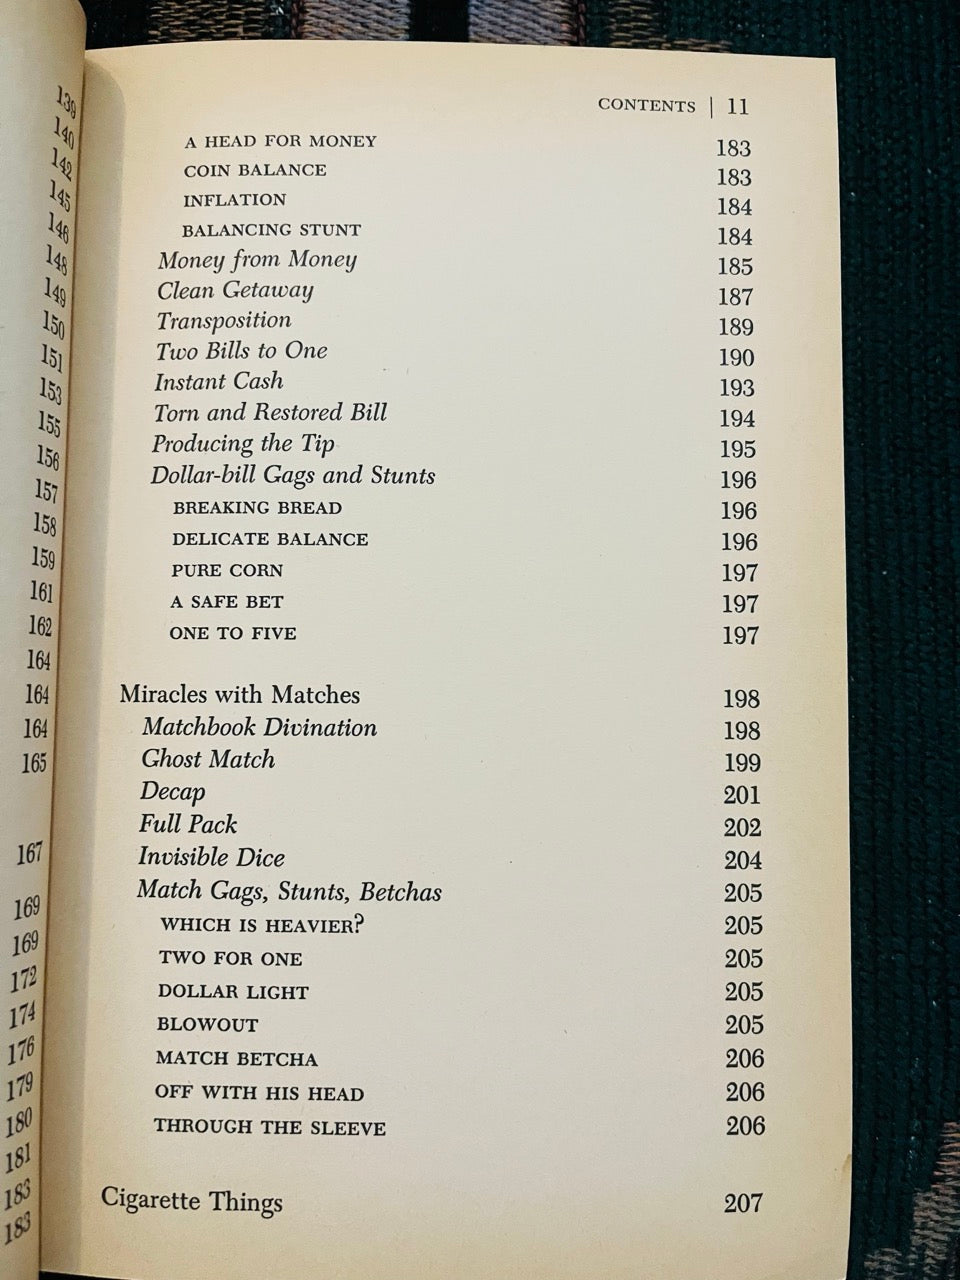 139
140
142
145
146
148
149
150
151
153
155
156
157
158
159
161
162
164
164
164
165
167
169
169
172
174
176
179
180
181
183
183
CONTENTS | 11
A HEAD FOR MONEY 183
COIN BALANCE 183
INFLATION 184
BALANCING STUNT 184
Money from Money 185
Clean Getaway 187
Transposition 189
Two Bills to One 190
Instant Cash 193
Torn and Restored Bill 194
Producing the Tip 195
Dollar-bill Gags and Stunts 196
BREAKING BREAD 196
DELICATE BALANCE 196
PURE CORN 197
A SAFE BET 197
ONE TO FIVE 197
Miracles with Matches 198
Matchbook Divination 198
Ghost Match 199
Decap 201
Full Pack 202
Invisible Dice 204
Match Gags, Stunts, Betchas 205
WHICH IS HEAVIER? 205
TWO FOR ONE 205
DOLLAR LIGHT 205
BLOWOUT 205
MATCH BETCHA 206
OFF WITH HIS HEAD 206
THROUGH THE SLEEVE 206
Cigarette Things 207